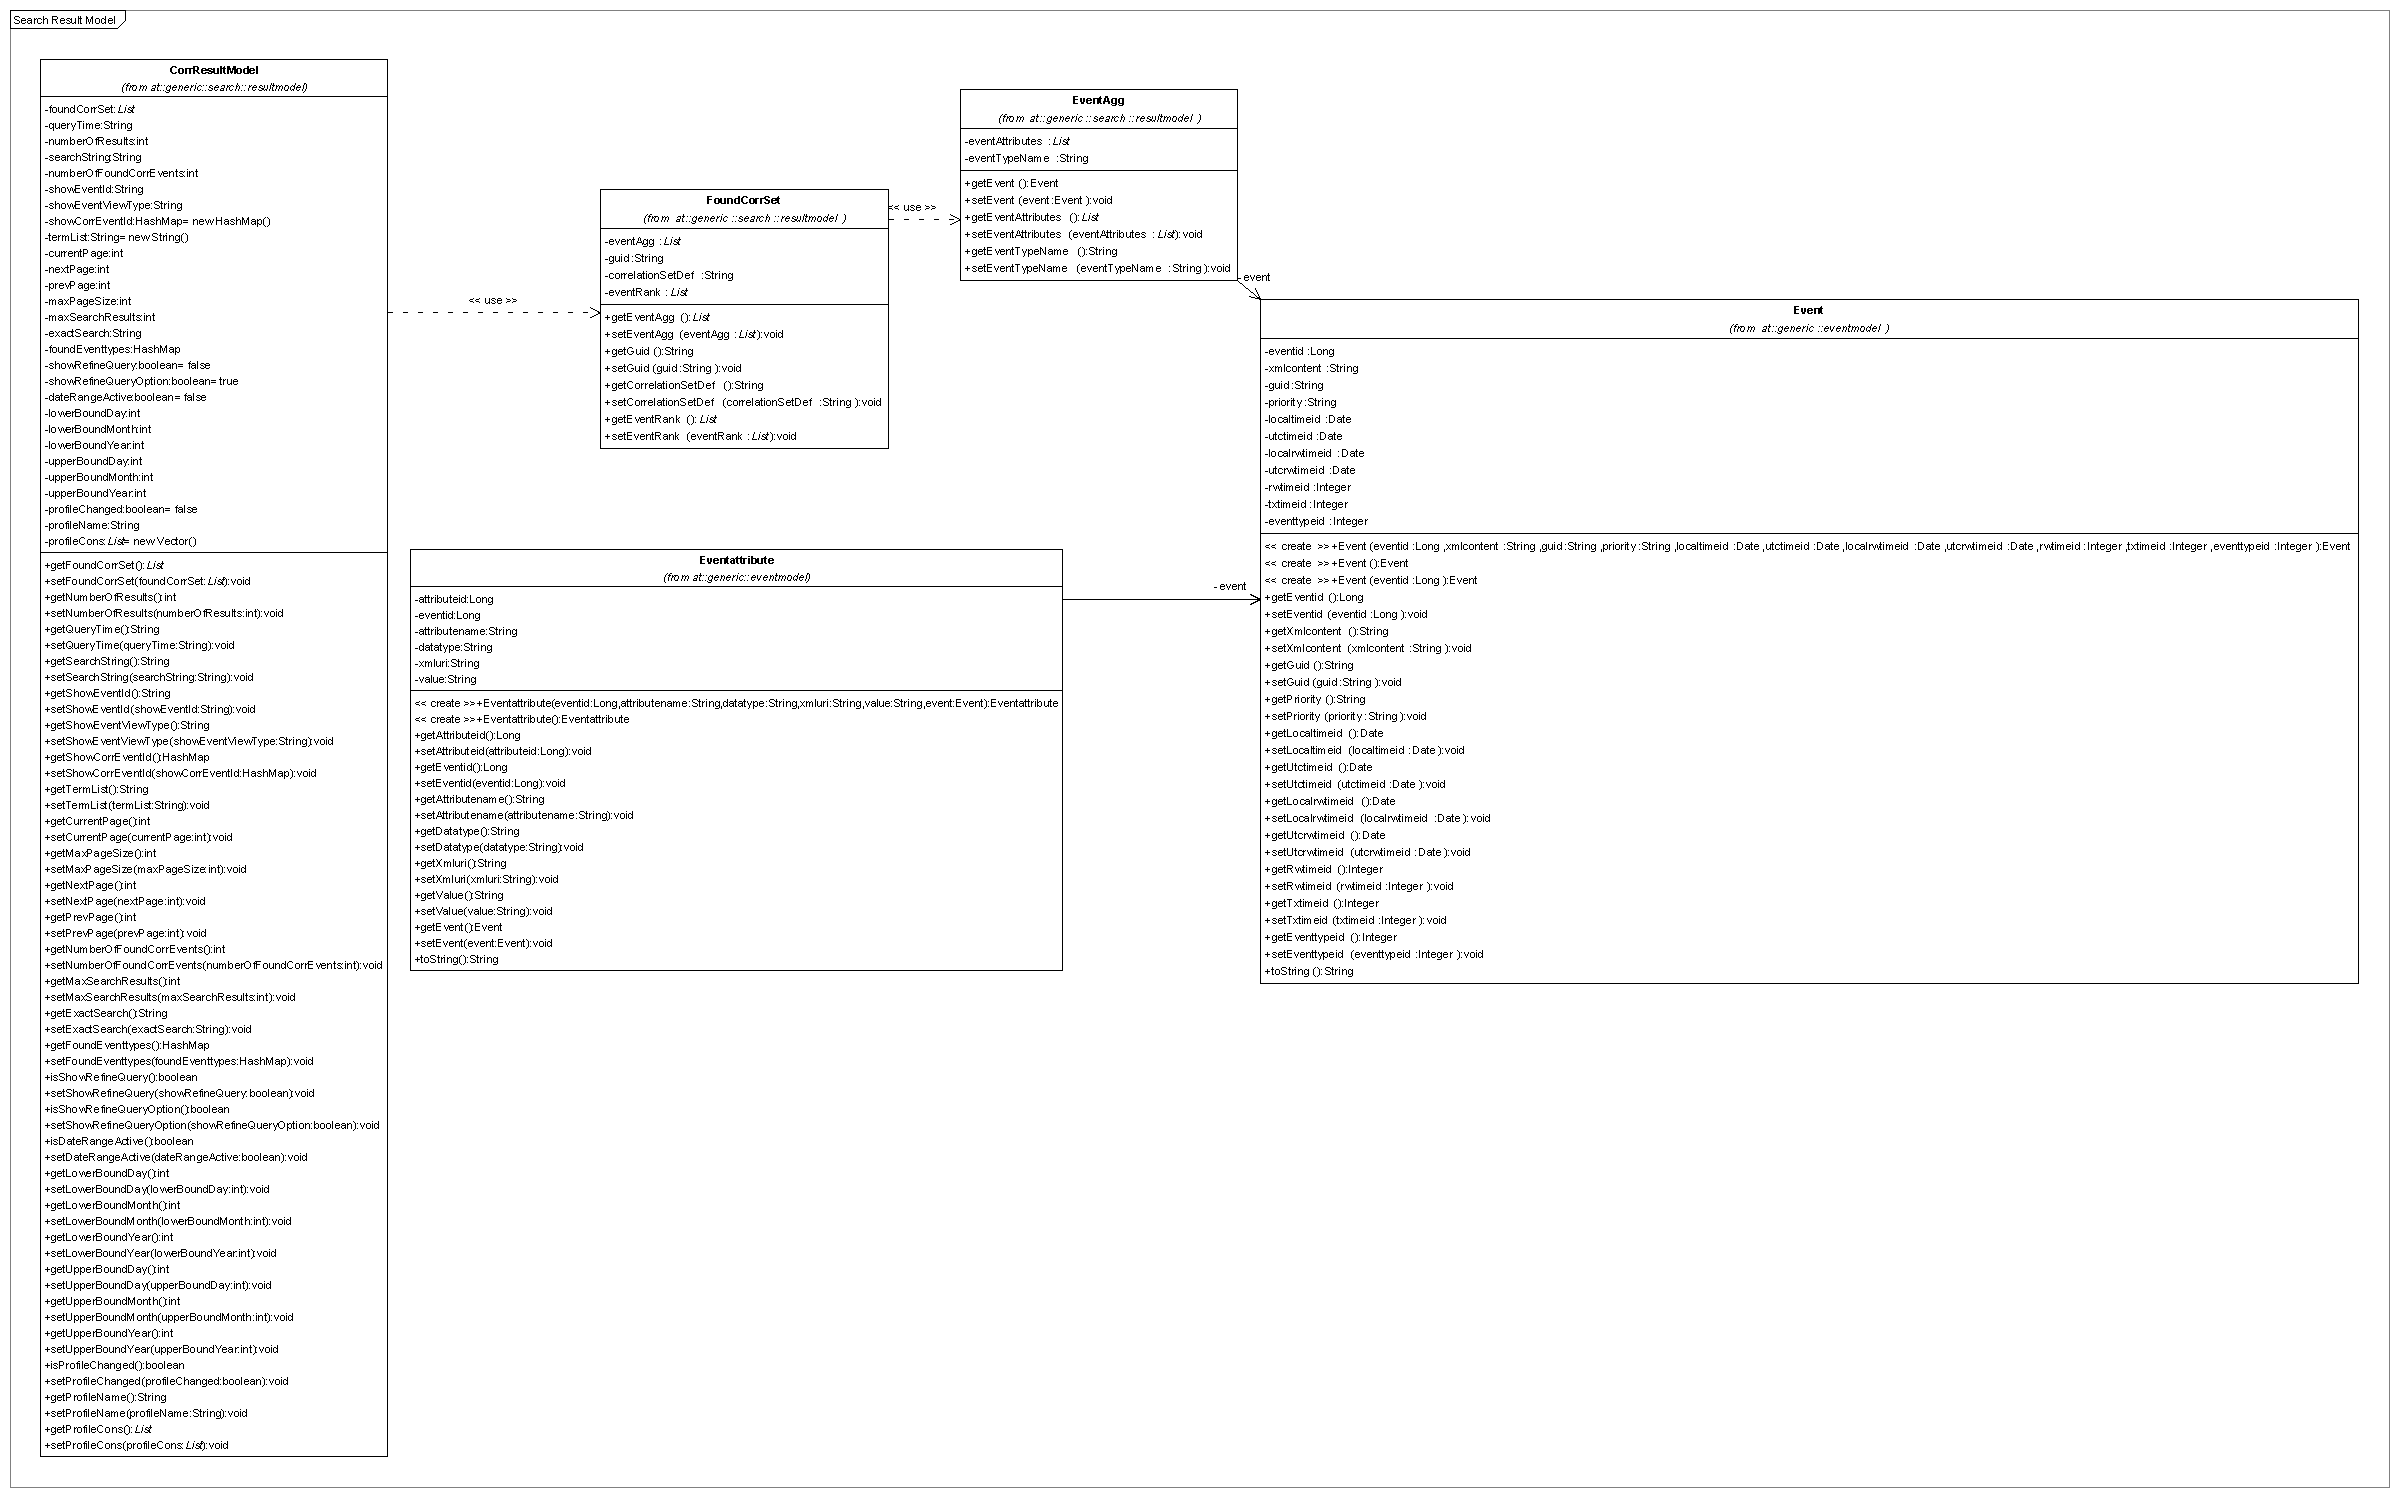 Search Result Model
CorrResultModel
(from at::generic::search::resultmodel)
-foundCorrSet:List
-queryTime:String
-numberOfResults:int
-searchString:String
-numberOfFoundCorrEvents:int
-showEventId:String
-showEventViewType:String
-showCorrEventId:HashMap= new HashMap()
-termList:String= new String()
-currentPage:int
-nextPage:int
-prevPage:int
-maxPageSize:int
-maxSearchResults:int
-exactSearch:String
-foundEventtypes:HashMap
-showRefineQuery:boolean= false
-showRefineQueryOption:boolean= true
-dateRangeActive:boolean= false
-lowerBoundDay:int
-lowerBoundMonth:int
-lowerBoundYear:int
-upperBoundDay:int
-upperBoundMonth:int
-upperBoundYear:int
-profileChanged:boolean= false
-profileName:String
-profileCons:List= new Vector()
+getFoundCorrSet():List
+setFoundCorrSet(foundCorrSet:List):void
+getNumberOfResults():int
+setNumberOfResults(numberOfResults:int):void
+getQueryTime():String
+setQueryTime(queryTime:String):void
+getSearchString():String
+setSearchString(searchString:String):void
+getShowEventId():String
+setShowEventId(showEventId:String):void
+getShowEventViewType():String
+setShowEventViewType(showEventViewType:String):void
+getShowCorrEventId():HashMap
+setShowCorrEventId(showCorrEventId:HashMap):void
+getTermList():String
+setTermList(termList:String):void
+getCurrentPage():int
+setCurrentPage(currentPage:int):void
+getMaxPageSize():int
+setMaxPageSize(maxPageSize:int):void
+getNextPage():int
+setNextPage(nextPage:int):void
+getPrevPage():int
+setPrevPage(prevPage:int):void
+getNumberOfFoundCorrEvents():int
+setNumberOfFoundCorrEvents(numberOfFoundCorrEvents:int):void
+getMaxSearchResults():int
+setMaxSearchResults(maxSearchResults:int):void
+getExactSearch():String
+setExactSearch(exactSearch:String):void
+getFoundEventtypes():HashMap
+setFoundEventtypes(foundEventtypes:HashMap):void
+isShowRefineQuery():boolean
+setShowRefineQuery(showRefineQuery:boolean):void
+isShowRefineQueryOption():boolean
+setShowRefineQueryOption(showRefineQueryOption:boolean):void
+isDateRangeActive():boolean
+setDateRangeActive(dateRangeActive:boolean):void
+getLowerBoundDay():int
+setLowerBoundDay(lowerBoundDay:int):void
+getLowerBoundMonth():int
+setLowerBoundMonth(lowerBoundMonth:int):void
+getLowerBoundYear():int
+setLowerBoundYear(lowerBoundYear:int):void
+getUpperBoundDay():int
+setUpperBoundDay(upperBoundDay:int):void
+getUpperBoundMonth():int
+setUpperBoundMonth(upperBoundMonth:int):void
+getUpperBoundYear():int
+setUpperBoundYear(upperBoundYear:int):void
+isProfileChanged():boolean
+setProfileChanged(profileChanged:boolean):void
+getProfileName():String
+setProfileName(profileName:String):void
+getProfileCons():List
+setProfileCons(profileCons:List):void
<< use >>
FoundCorrSet
(from at::generic ::search ::resultmodel )
-eventAgg : List
-guid :String
-correlationSetDef :String
-eventRank : List
+getEventAgg (): List
+setEventAgg (eventAgg : List):void
+getGuid ():String
+setGuid (guid :String ):void
+getCorrelationSetDef ():String
+setCorrelationSetDef (correlationSetDef :String ):void
+getEventRank (): List
+setEventRank (eventRank : List):void
<< use >>
EventAgg
(from at::generic ::search ::resultmodel )
-eventAttributes : List
-eventTypeName :String
+getEvent ():Event
+setEvent (event :Event ):void
+getEventAttributes (): List
+setEventAttributes (eventAttributes : List):void
+getEventTypeName ():String
+setEventTypeName (eventTypeName :String ):void
- event
Eventattribute
(from at::generic::eventmodel)
-attributeid:Long
-eventid:Long
-attributename:String
-datatype:String
-xmluri:String
-value:String
<< create >>+Eventattribute(eventid:Long,attributename:String,datatype:String,xmluri:String,value:String,event:Event):Eventattribute
<< create >>+Eventattribute():Eventattribute
+getAttributeid():Long
+setAttributeid(attributeid:Long):void
+getEventid():Long
+setEventid(eventid:Long):void
+getAttributename():String
+setAttributename(attributename:String):void
+getDatatype():String
+setDatatype(datatype:String):void
+getXmluri():String
+setXmluri(xmluri:String):void
+getValue():String
+setValue(value:String):void
+getEvent():Event
+setEvent(event:Event):void
+toString():String
- event
Event
(from at::generic ::eventmodel )
-eventid :Long
-xmlcontent :String
-guid :String
-priority :String
-localtimeid :Date
-utctimeid :Date
-localrwtimeid :Date
-utcrwtimeid :Date
-rwtimeid :Integer
-txtimeid :Integer
-eventtypeid :Integer
<< create >>+Event (eventid :Long ,xmlcontent :String ,guid :String ,priority :String ,localtimeid :Date ,utctimeid :Date ,localrwtimeid :Date ,utcrwtimeid :Date ,rwtimeid :Integer ,txtimeid :Integer ,eventtypeid :Integer ):Event
<< create >>+Event ():Event
<< create >>+Event (eventid :Long ):Event
+getEventid ():Long
+setEventid (eventid :Long ):void
+getXmlcontent ():String
+setXmlcontent (xmlcontent :String ):void
+getGuid ():String
+setGuid (guid :String ):void
+getPriority ():String
+setPriority (priority :String ):void
+getLocaltimeid ():Date
+setLocaltimeid (localtimeid :Date ):void
+getUtctimeid ():Date
+setUtctimeid (utctimeid :Date ):void
+getLocalrwtimeid ():Date
+setLocalrwtimeid (localrwtimeid :Date ):void
+getUtcrwtimeid ():Date
+setUtcrwtimeid (utcrwtimeid :Date ):void
+getRwtimeid ():Integer
+setRwtimeid (rwtimeid :Integer ):void
+getTxtimeid ():Integer
+setTxtimeid (txtimeid :Integer ):void
+getEventtypeid ():Integer
+setEventtypeid (eventtypeid :Integer ):void
+toString ():String